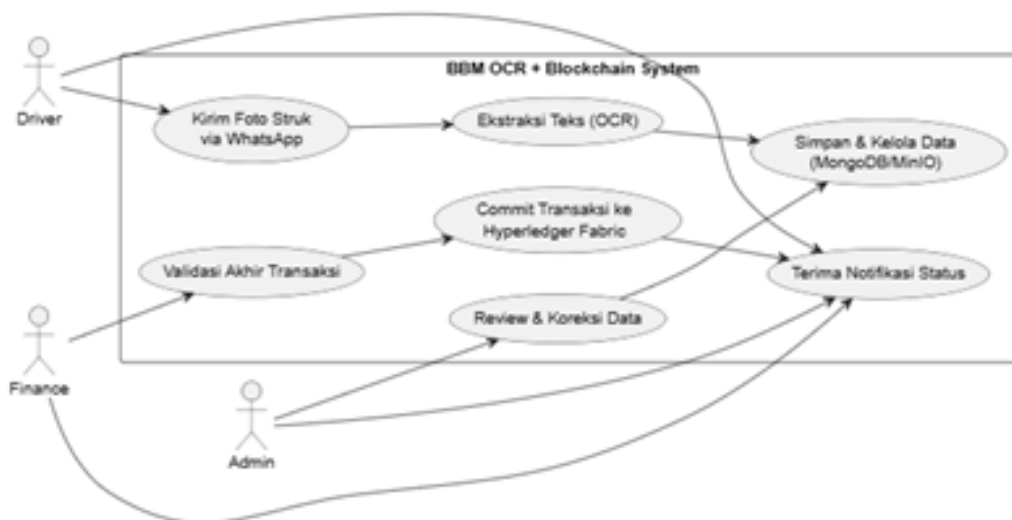 BBM OCR + Blockchain System
Driver
Kirim Foto Struk
via WhatsApp
Ekstraksi Teks (OCR)
Simpan & Kelola Data
(MongoDB/MinIO)
Commit Transaksi ke
Hyperledger Fabric
Validasi Akhir Transaksi
Terima Notifikasi Status
Review & Koreksi Data
Finance
Admin